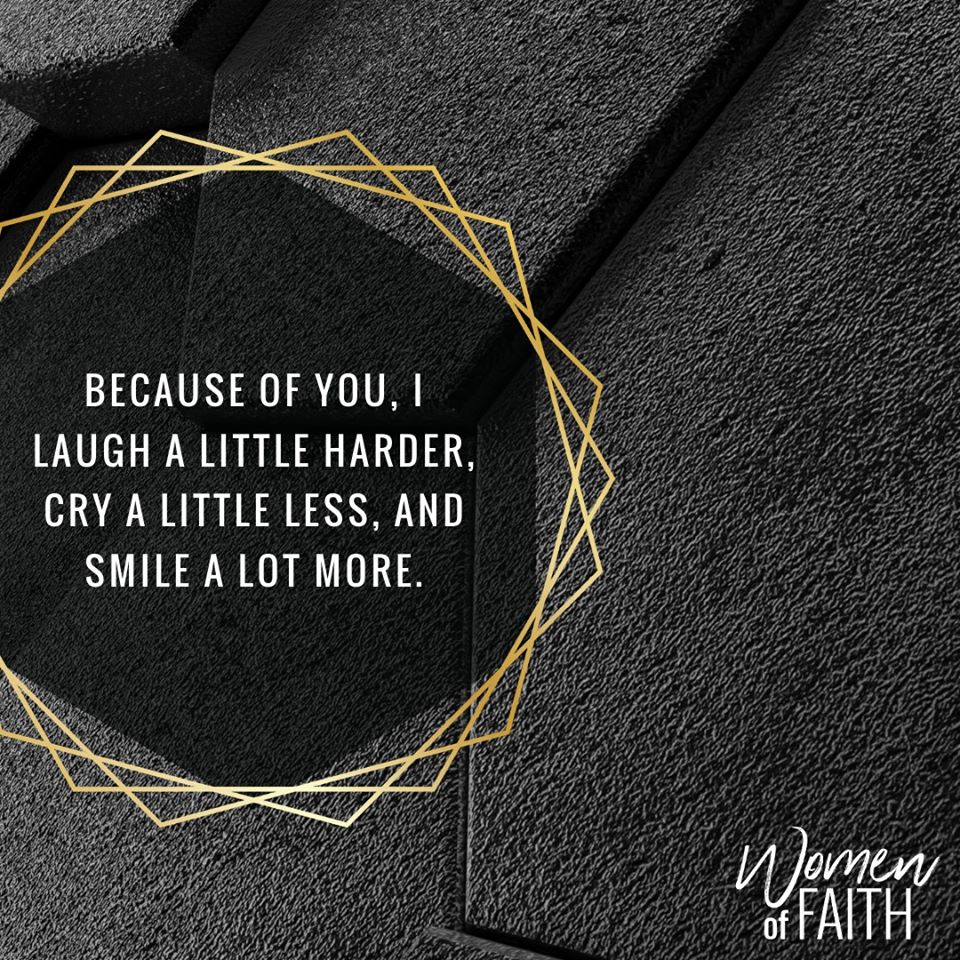 BECAUSE OF YOU, I
LAUGH A LITTLE HARDER,
CRY A LITTLE LESS, AND
SMILE A LOT MORE.
Women
of FAITH